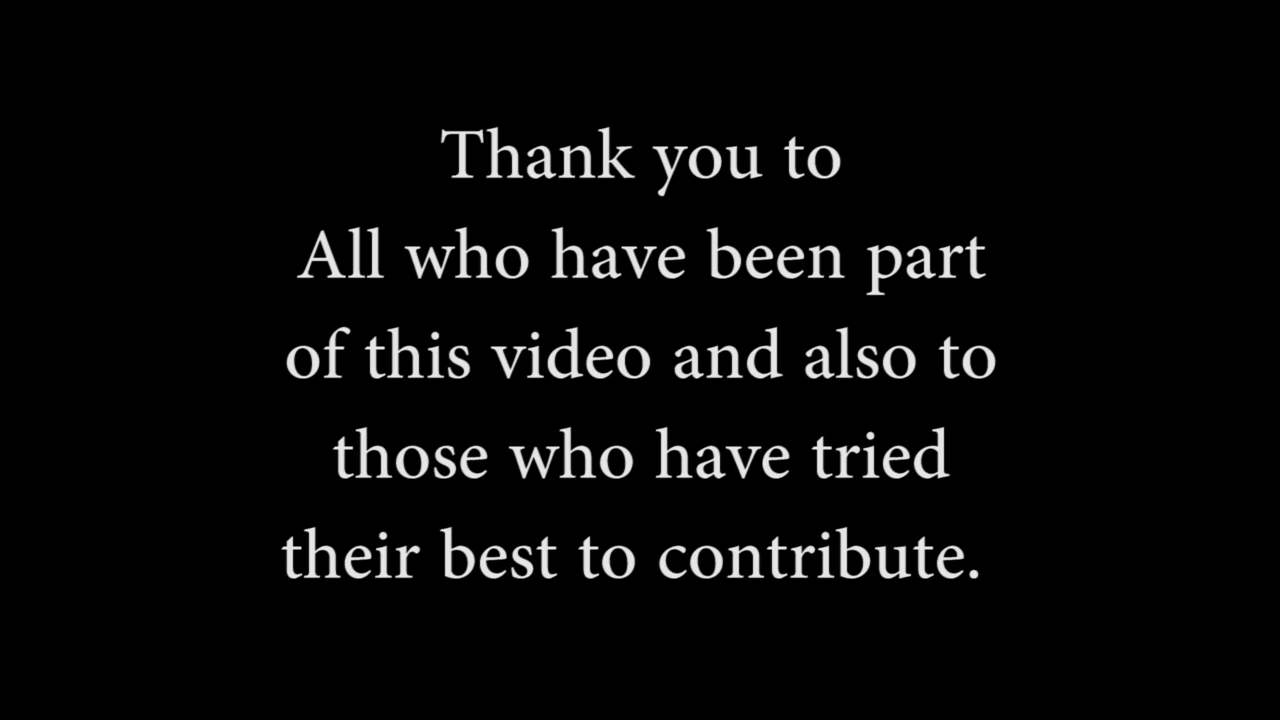 Thank you to
All who have been part
of this video and also to
those who have tried
their best to contribute.